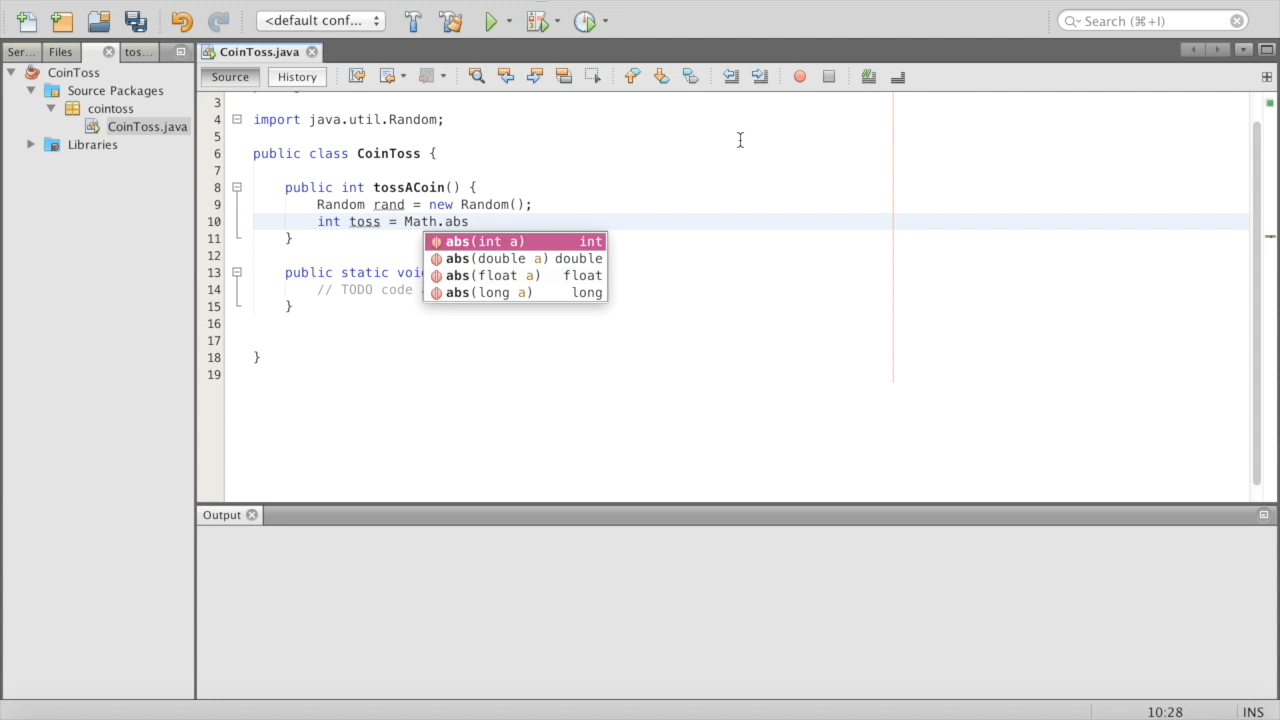 <default conf...
Search (⌘+I)
Ser...
Files
tos...
CoinToss.java
CoinToss
Source Packages
cointoss
CoinToss.java
Libraries
Source
History
3
4 import java.util.Random;
5
6 public class CoinToss {
7
8 public int tossACoin() {
9 Random rand = new Random();
10 int toss = Math.abs
11 }
abs(int a) int
abs(double a) double
abs(float a) float
abs(long a) long
12
13 public static voi
14 // TODO code
15 }
16
17
18 }
19
Output
10:28
INS